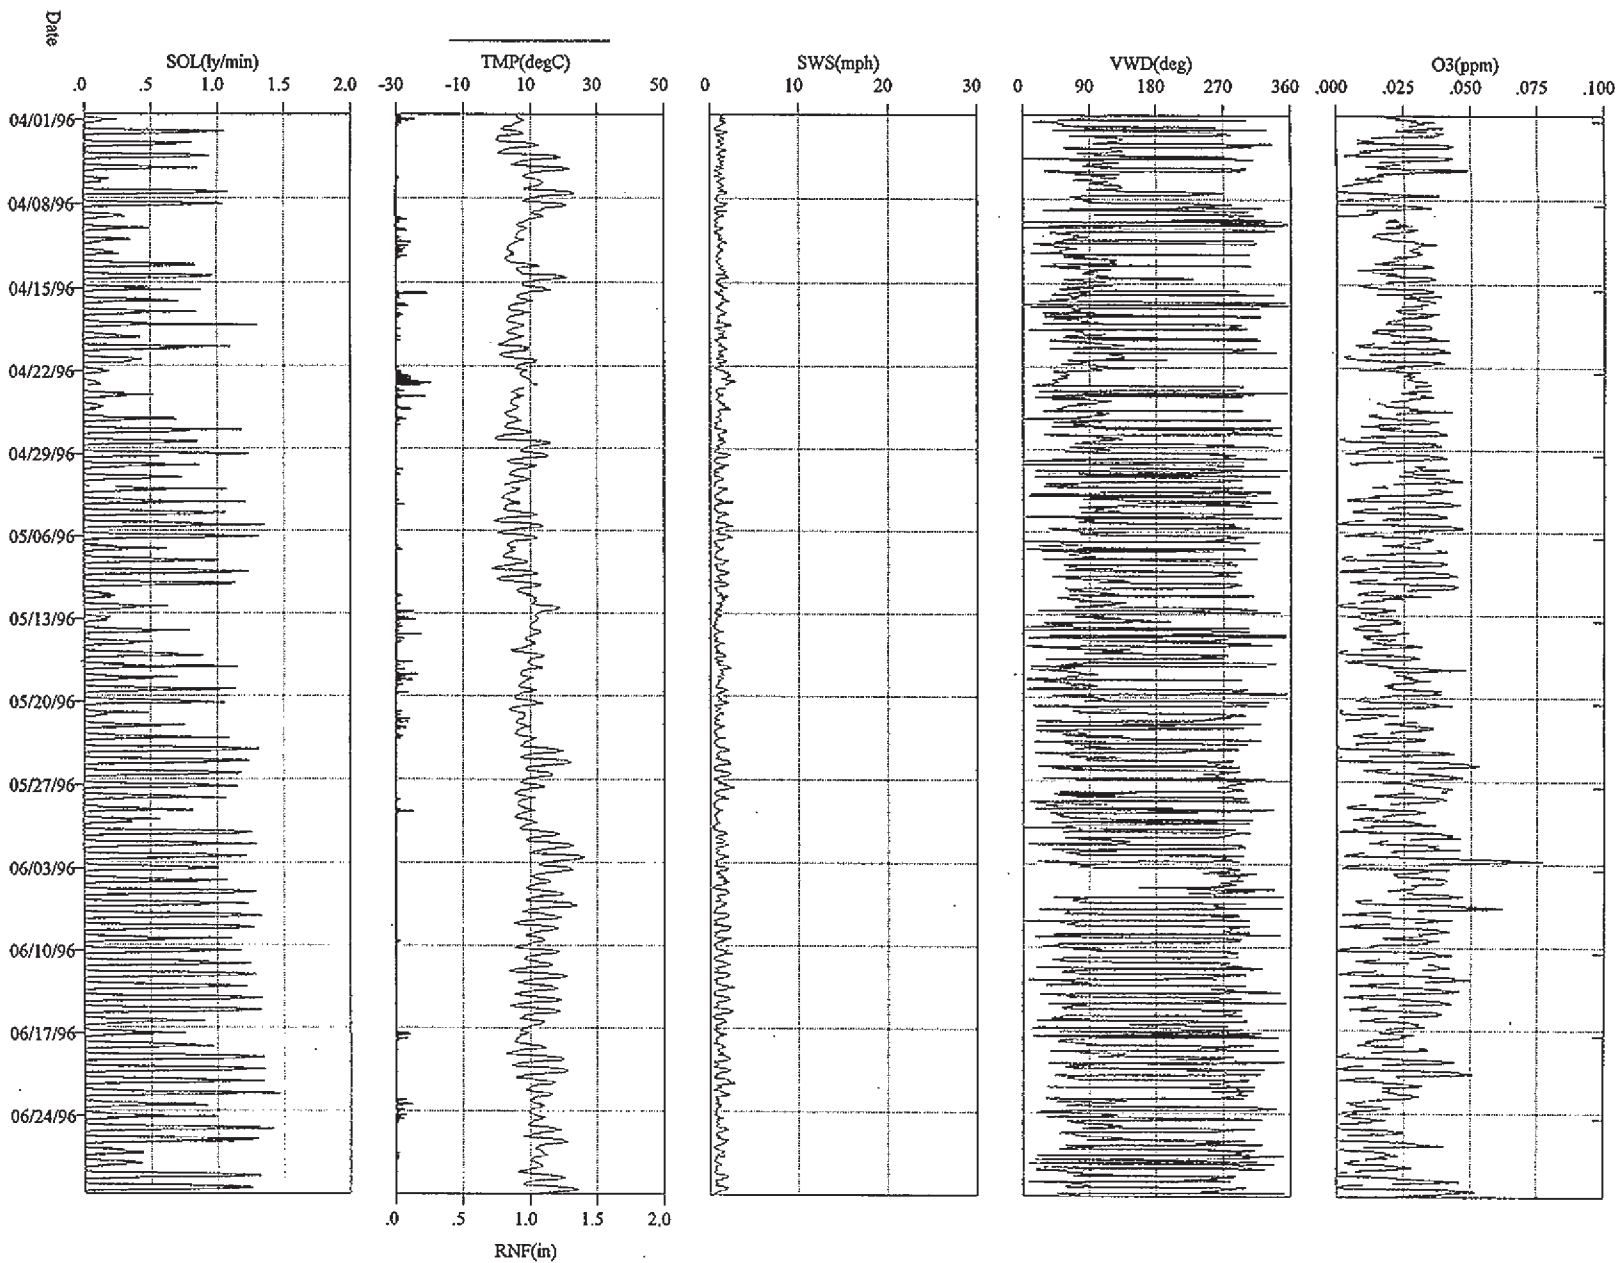 Date
SOL(ly/min)
.0 .5 1.0 1.5 2.0
TMP(degC)
-30 -10 10 30 50
SWS(mph)
0 10 20 30
VWD(deg)
0 90 180 270 360
O3(ppm)
.000 .025 .050 .075 .100
04/01/96
04/08/96
04/15/96
04/22/96
04/29/96
05/06/96
05/13/96
05/20/96
05/27/96
06/03/96
06/10/96
06/17/96
06/24/96
.0 .5 1.0 1.5 2.0
RNF(in)